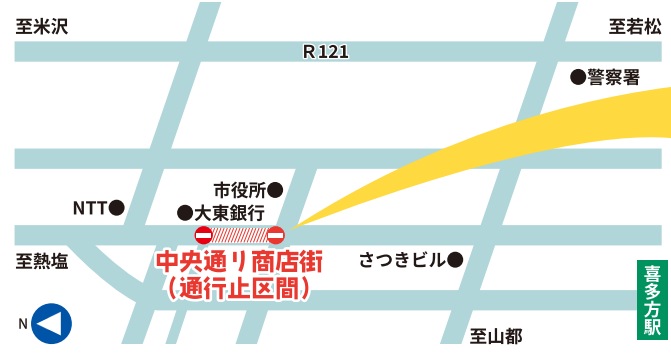 至米沢
至若松
R121
警察署
市役所
NTT
大東銀行
至熱塩
中央通り商店街
(通行止区間)
さつきビル
喜多方駅
N
至山都